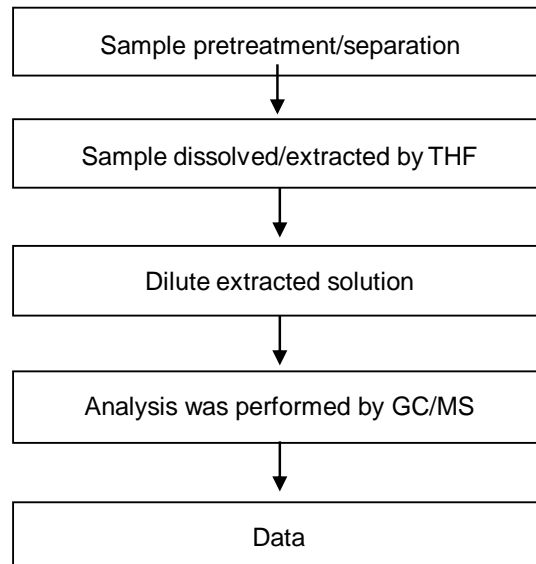 Sample pretreatment/separation
Sample dissolved/extracted by THF
Dilute extracted solution
Analysis was performed by GC/MS
Data